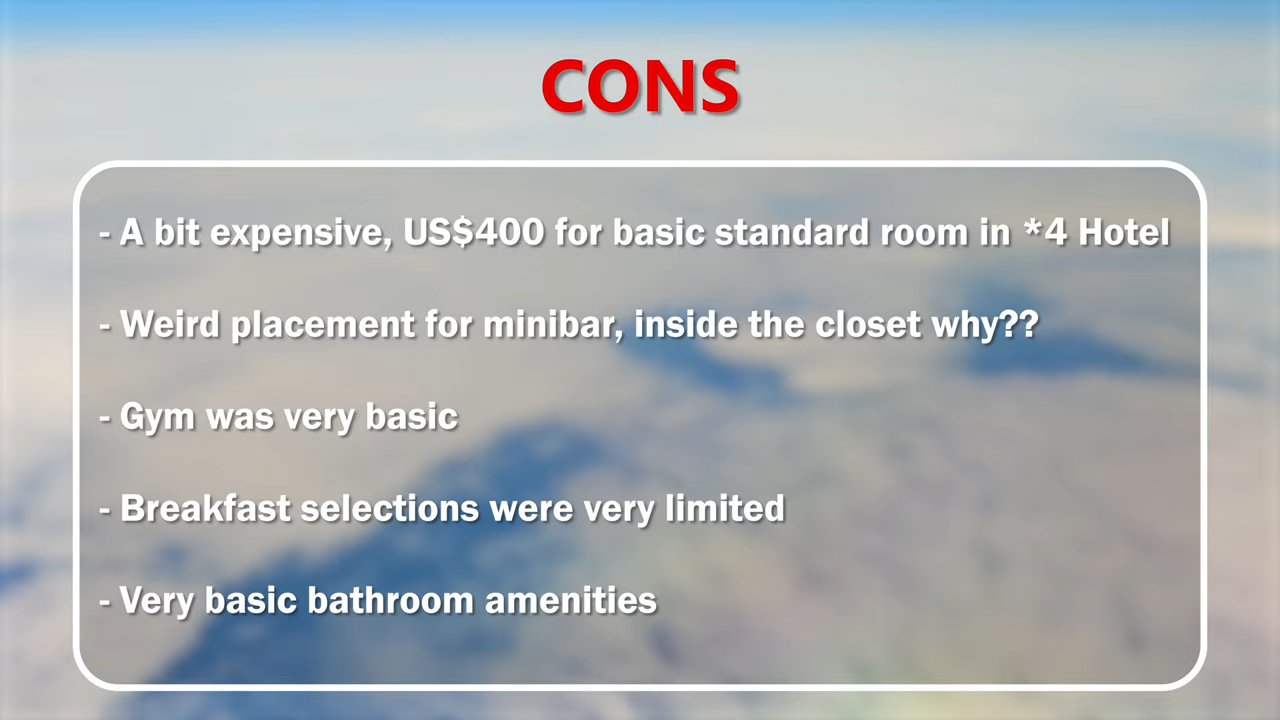 CONS
- A bit expensive, US$400 for basic standard room in *4 Hotel
- Weird placement for minibar, inside the closet why??
- Gym was very basic
- Breakfast selections were very limited
- Very basic bathroom amenities